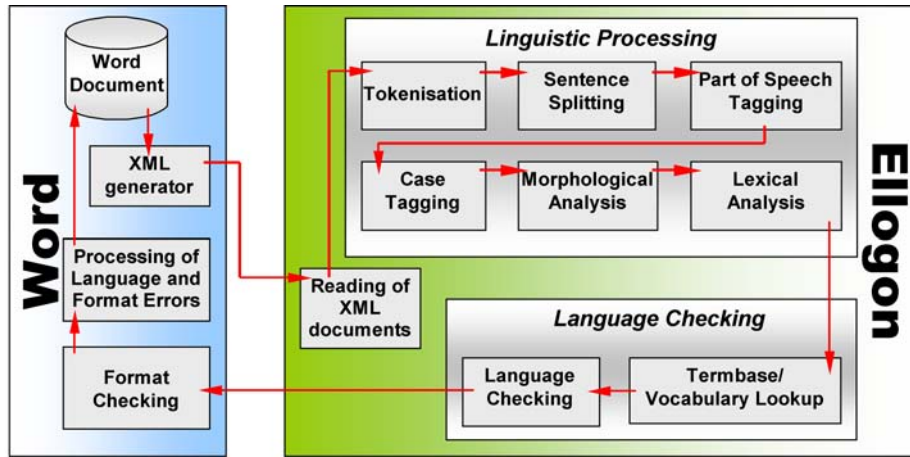 Word
Word
Document
XML
generator
Processing of
Language and
Format Errors
Format
Checking
Ellogon
Linguistic Processing
Tokenisation
Sentence
Splitting
Part of Speech
Tagging
Case
Tagging
Morphological
Analysis
Lexical
Analysis
Reading of
XML
documents
Language Checking
Language
Checking
Termbase/
Vocabulary Lookup